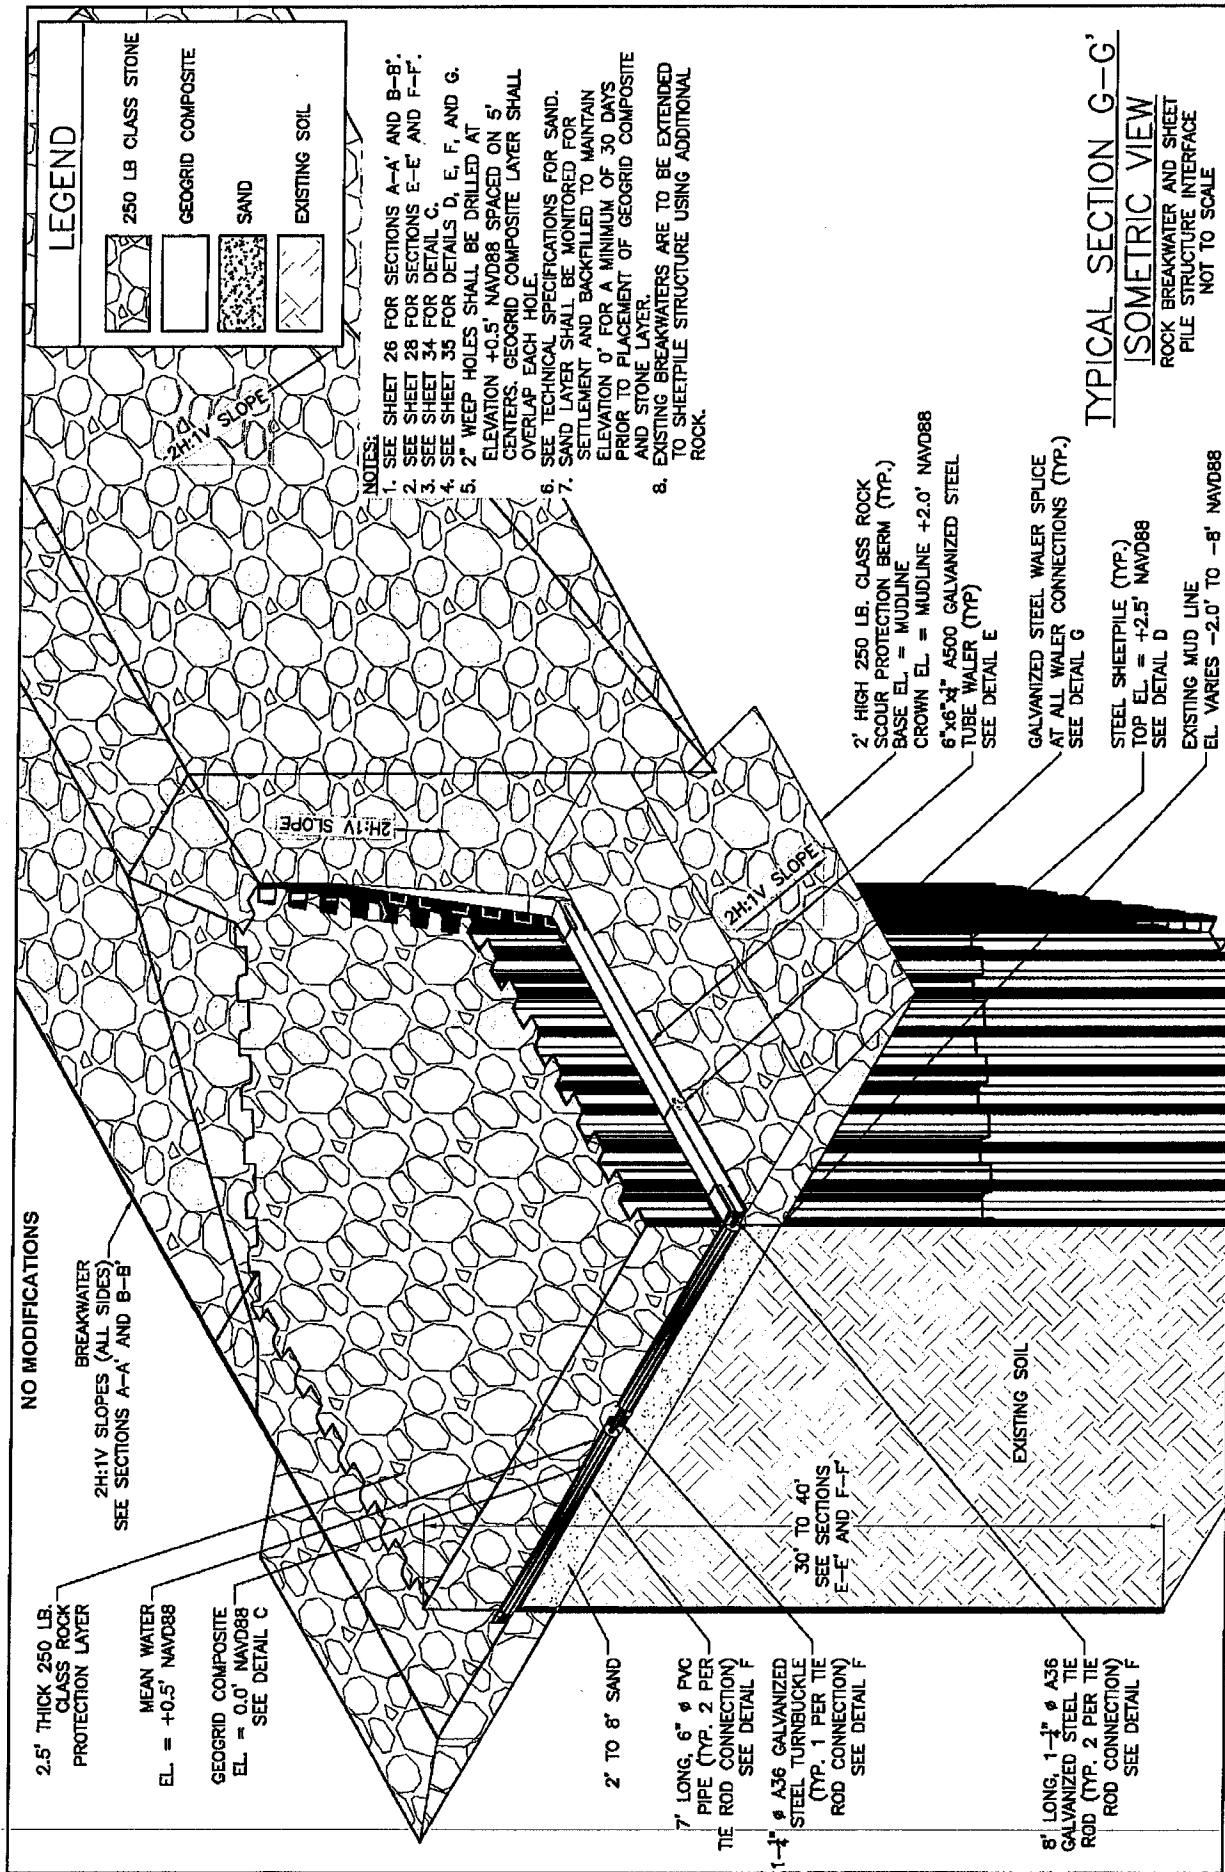 NO MODIFICATIONS
LEGEND
250 LB CLASS STONE
GEOGRID COMPOSITE
SAND
EXISTING SOIL
NOTES:
1. SEE SHEET 26 FOR SECTIONS A-A' AND B-B'.
2. SEE SHEET 28 FOR SECTIONS E-E' AND F-F'.
3. SEE SHEET 34 FOR DETAIL C.
4. SEE SHEET 35 FOR DETAILS D, E, F, AND G.
5. 2" WEEP HOLES SHALL BE DRILLED AT
ELEVATION +0.5' NAVD88 SPACED ON 5'
CENTERS. GEOGRID COMPOSITE LAYER SHALL
OVERLAP EACH HOLE.
6. SEE TECHNICAL SPECIFICATIONS FOR SAND.
7. SAND LAYER SHALL BE MONITORED FOR
SETTLEMENT AND BACKFILLED TO MAINTAIN
ELEVATION 0' FOR A MINIMUM OF 30 DAYS
PRIOR TO PLACEMENT OF GEOGRID COMPOSITE
AND STONE LAYER.
8. EXISTING BREAKWATERS ARE TO BE EXTENDED
TO SHEETPILE STRUCTURE USING ADDITIONAL
ROCK.
BREAKWATER
2H:1V SLOPES (ALL SIDES)
SEE SECTIONS A-A' AND B-B'
2.5' THICK 250 LB.
CLASS ROCK
PROTECTION LAYER
MEAN WATER
EL = +0.5' NAVD88
GEOGRID COMPOSITE
EL = 0.0' NAVD88
SEE DETAIL C
2' TO 8' SAND
7' LONG, 6" ø PVC
PIPE (TYP. 2 PER
TIE ROD CONNECTION)
SEE DETAIL F
1-1/4" ø A36 GALVANIZED
STEEL TURNBUCKLE
(TYP. 1 PER TIE
ROD CONNECTION)
SEE DETAIL F
8' LONG, 1-1/4" ø A36
GALVANIZED STEEL TIE
ROD (TYP. 2 PER TIE
ROD CONNECTION)
SEE DETAIL F
2H:1V SLOPE
2H:1V SLOPE
2H:1V SLOPE
30' TO 40'
SEE SECTIONS
E-E' AND F-F'
EXISTING SOIL
2' HIGH 250 LB. CLASS ROCK
SCOUR PROTECTION BERM (TYP.)
BASE EL. = MUDLINE
CROWN EL. = MUDLINE +2.0' NAVD88
A500 GALVANIZED STEEL
TUBE WALER (TYP)
SEE DETAIL E
GALVANIZED STEEL WALER SPLICE
AT ALL WALER CONNECTIONS (TYP.)
SEE DETAIL G
STEEL SHEETPILE (TYP.)
TOP EL. = +2.5' NAVD88
SEE DETAIL D
EXISTING MUD LINE
EL. VARIES -2.0' TO -8' NAVD88
TYPICAL SECTION G-G'
ISOMETRIC VIEW
ROCK BREAKWATER AND SHEET
PILE STRUCTURE INTERFACE
NOT TO SCALE